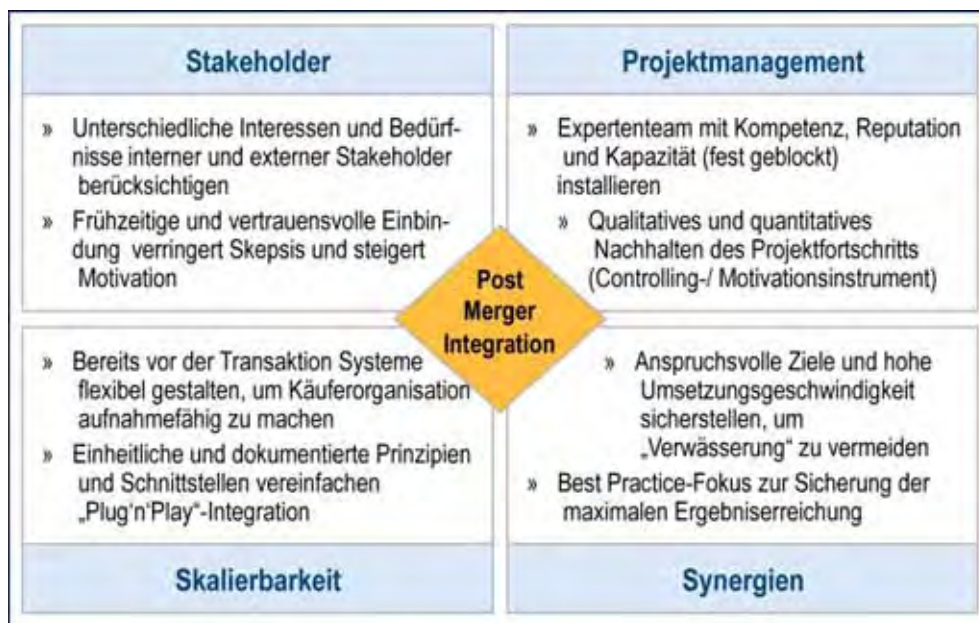 Stakeholder
» Unterschiedliche Interessen und Bedürf-
nisse interner und externer Stakeholder
berücksichtigen
» Frühzeitige und vertrauensvolle Einbin-
dung verringert Skepsis und steigert
Motivation
Projektmanagement
» Expertenteam mit Kompetenz, Reputation
und Kapazität (fest geblockt)
installieren
» Qualitatives und quantitatives
Nachhalten des Projektfortschritts
(Controlling-/ Motivationsinstrument)
Post
Merger
Integration
» Bereits vor der Transaktion Systeme
flexibel gestalten, um Käuferorganisation
aufnahmefähig zu machen
» Einheitliche und dokumentierte Prinzipien
und Schnittstellen vereinfachen
„Plug‘n‘Play“-Integration
Skalierbarkeit
» Anspruchsvolle Ziele und hohe
Umsetzungsgeschwindigkeit
sicherstellen, um
„Verwässerung“ zu vermeiden
» Best Practice-Fokus zur Sicherung der
maximalen Ergebniserreichung
Synergien